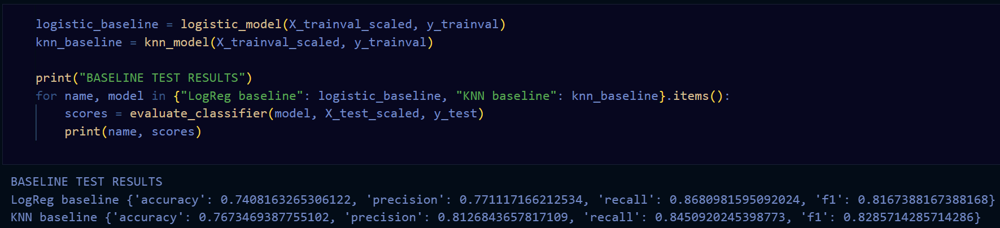 logistic_baseline = logistic_model(X_trainval_scaled, y_trainval)
knn_baseline = knn_model(X_trainval_scaled, y_trainval)
print("BASELINE TEST RESULTS")
for name, model in {"LogReg baseline": logistic_baseline, "KNN baseline": knn_baseline}.items():
scores = evaluate_classifier(model, X_test_scaled, y_test)
print(name, scores)
BASELINE TEST RESULTS
LogReg baseline {'accuracy': 0.7408163265306122, 'precision': 0.771117166212534, 'recall': 0.8680981595092024, 'f1': 0.8167388167388168}
KNN baseline {'accuracy': 0.7673469387755102, 'precision': 0.8126843657817109, 'recall': 0.8450920245398773, 'f1': 0.8285714285714286}